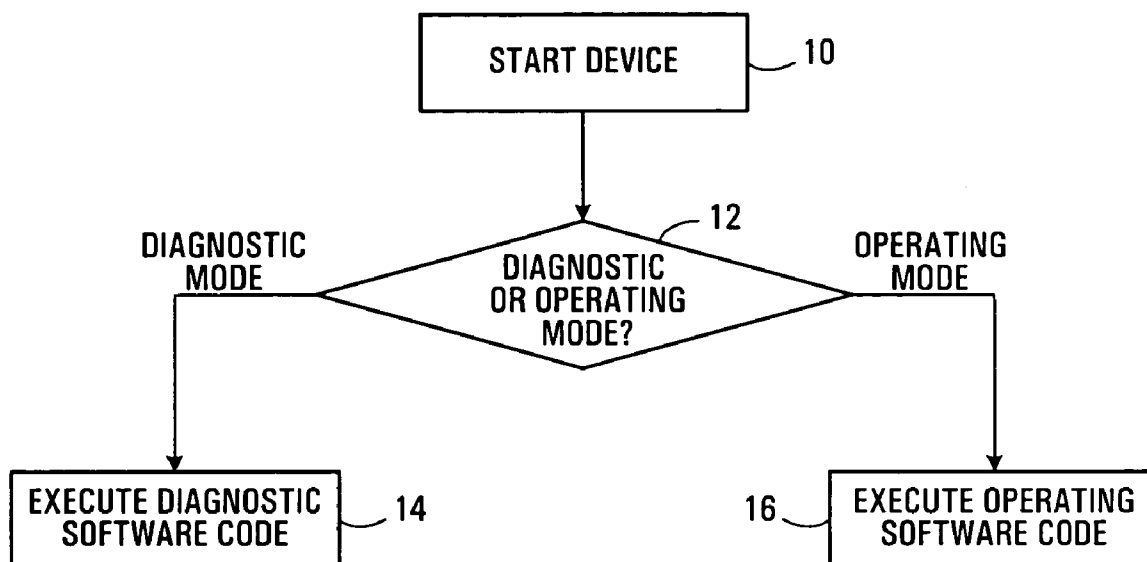 START DEVICE
10
12
DIAGNOSTIC
MODE
DIAGNOSTIC
OR OPERATING
MODE?
OPERATING
MODE
EXECUTE DIAGNOSTIC
SOFTWARE CODE
14
16
EXECUTE OPERATING
SOFTWARE CODE